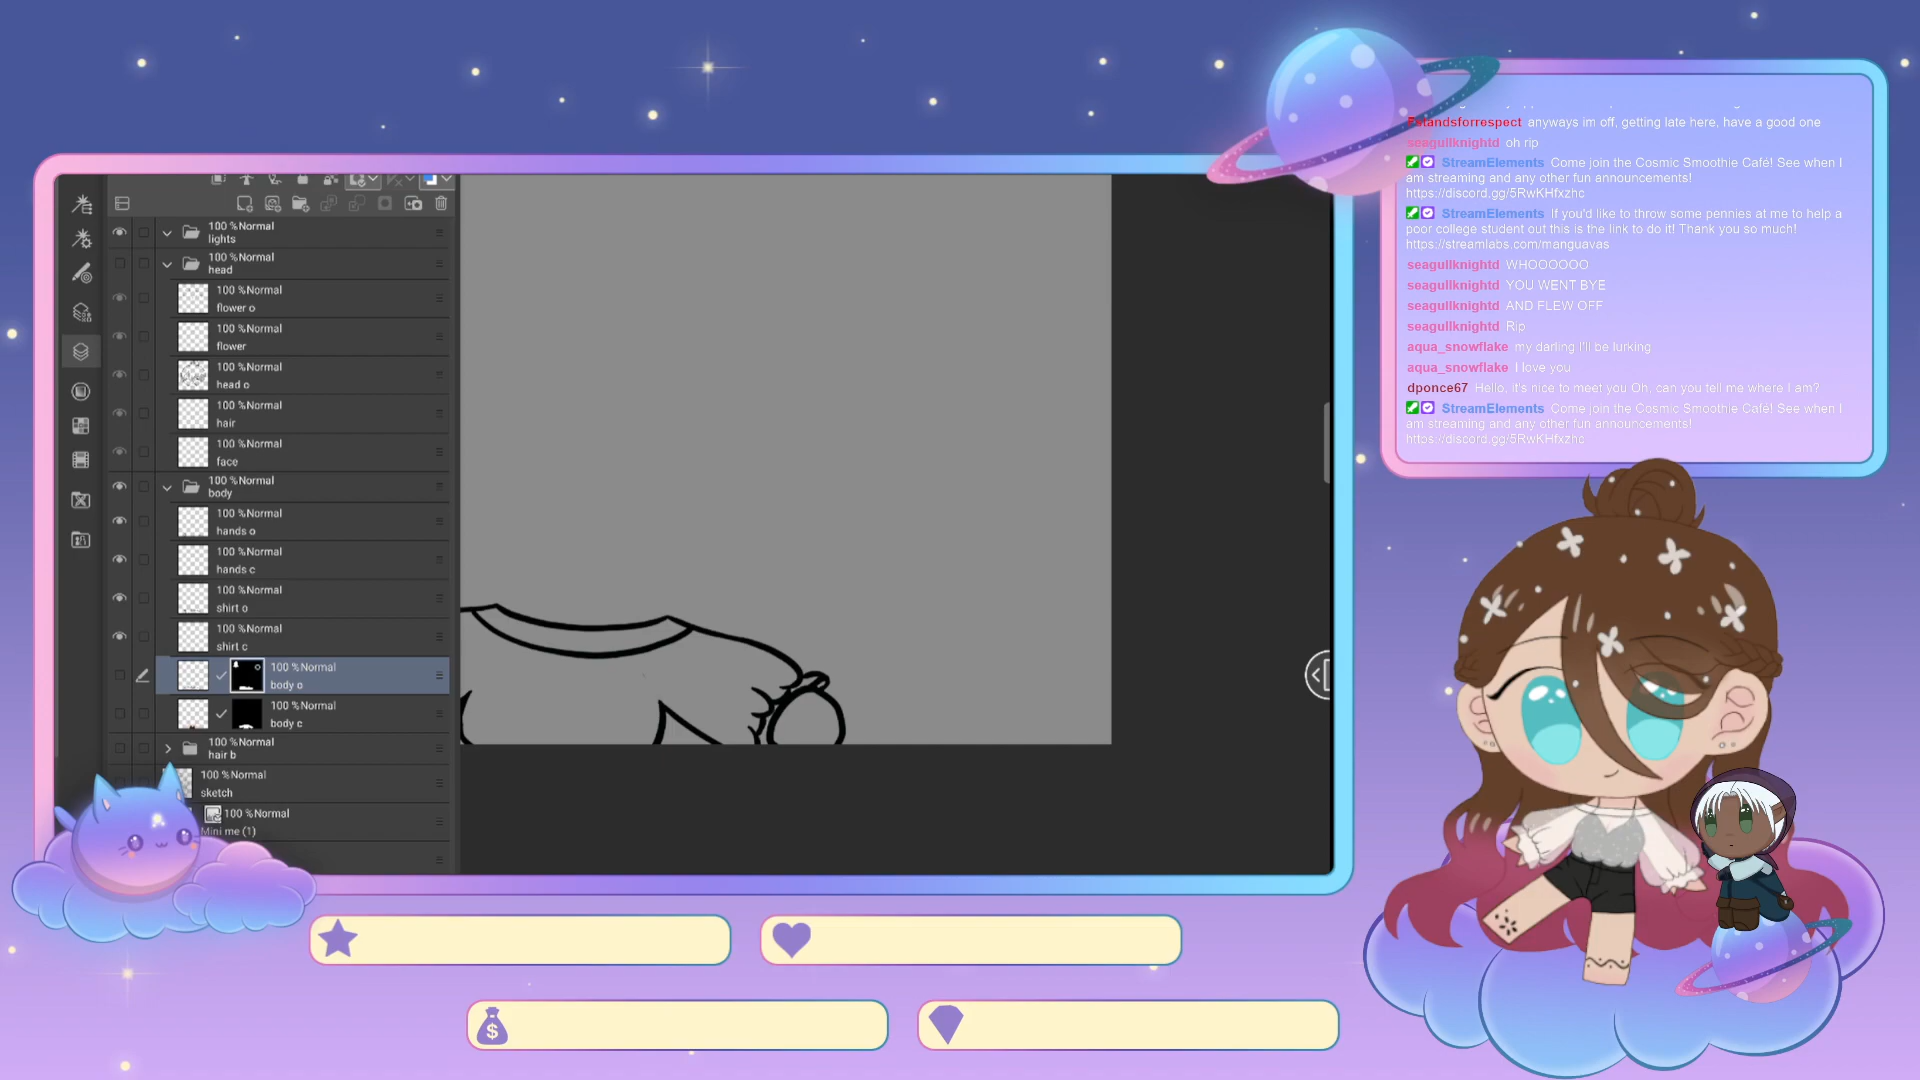 100 %Normal
lights
100 %Normal
head
100 %Normal
flower o
100 %Normal
flower
100 %Normal
head o
100 %Normal
hair
100 %Normal
face
100 %Normal
body
100 %Normal
hands o
100 %Normal
hands c
100 %Normal
shirt o
100 %Normal
shirt c
100 %Normal
body o
100 %Normal
body c
100 %Normal
hair b
100 %Normal
sketch
100 %Normal
Mini me (1)
Fstandsforrespect anyways im off, getting late here, have a good one
seagullknightd oh rip
StreamElements Come join the Cosmic Smoothie Café! See when I
am streaming and any other fun announcements!
https://discord.gg/5RwKHfxzhc
StreamElements If you'd like to throw some pennies at me to help a
poor college student out this is the link to do it! Thank you so much!
https://streamlabs.com/manguavas
seagullknightd WHOOOOOO
seagullknightd YOU WENT BYE
seagullknightd AND FLEW OFF
seagullknightd Rip
aqua_snowflake my darling I'll be lurking
aqua_snowflake I love you
dponce67 Hello, it's nice to meet you On, can you tell me where I am?
StreamElements Come join the Cosmic Smoothie Café! See when I
am streaming and any other fun announcements!
https://discord.gg/5RwKHfxzhc
$